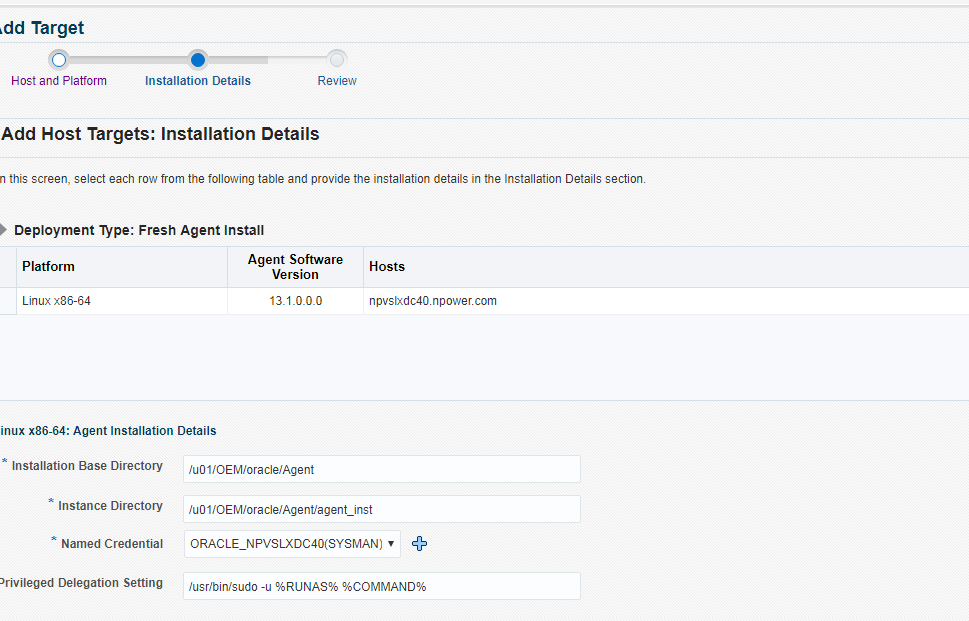 Add Target
Host and Platform
Installation Details
Review
Add Host Targets: Installation Details
n this screen, select each row from the following table and provide the installation details in the Installation Details section.
Deployment Type: Fresh Agent Install
Platform
Agent Software
Version
Hosts
Linux x86-64
13.1.0.0.0
npvslxdc40.npower.com
inux x86-64: Agent Installation Details
* Installation Base Directory
/u01/OEM/oracle/Agent
* Instance Directory
/u01/OEM/oracle/Agent/agent_inst
* Named Credential
ORACLE_NPVSLXDC40(SYSMAN)
Privileged Delegation Setting
/usr/bin/sudo -u %RUNAS% %COMMAND%